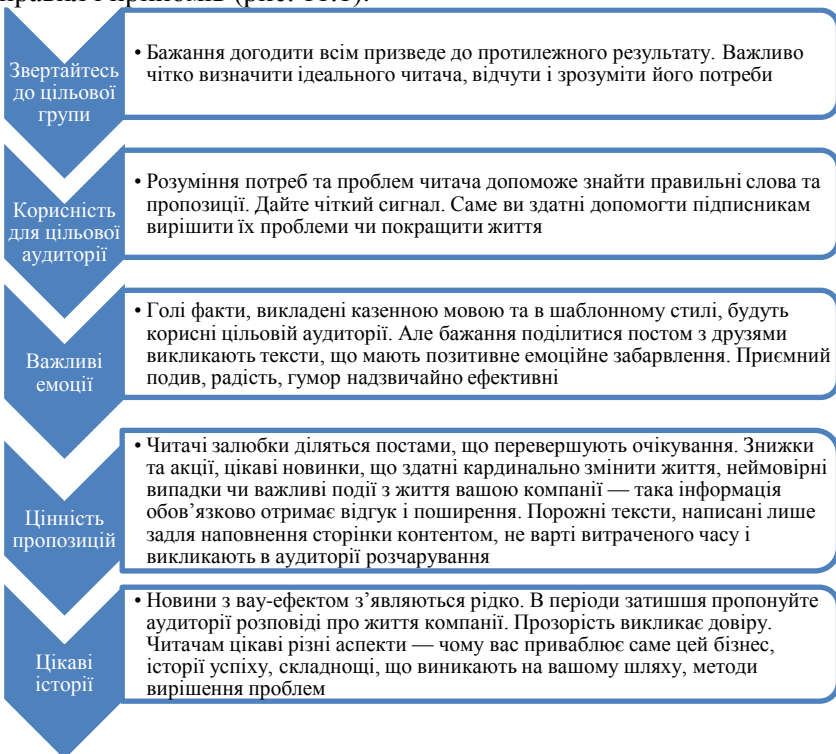 Звертайтесь
до цільової
групи
• Бажання догодити всім призведе до протилежного результату. Важливо
чітко визначити ідеального читача, відчути і зрозуміти його потреби
Корисність
для цільової
аудиторії
• Розуміння потреб та проблем читача допоможе знайти правильні слова та
пропозиції. Дайте чіткий сигнал. Саме ви здатні допомогти підписникам
вирішити їх проблеми чи покращити життя
Важливі
емоції
• Голі факти, викладені казенною мовою та в шаблонному стилі, будуть
корисні цільовій аудиторії. Але бажання поділитися постом з друзями
викликають тексти, що мають позитивне емоційне забарвлення. Приємний
подив, радість, гумор надзвичайно ефективні
Цінність
пропозицій
• Читачі залюбки діляться постами, що перевершують очікування. Знижки
та акції, цікаві новинки, що здатні кардинально змінити життя, неймовірні
випадки чи важливі події з життя вашою компанії — така інформація
обов’язково отримає відгук і поширення. Порожні тексти, написані лише
задля наповнення сторінки контентом, не варті витраченого часу і
викликають в аудиторії розчарування
Цікаві
історії
• Новини з вау-ефектом з’являються рідко. В періоди затишшя пропонуйте
аудиторії розповіді про життя компанії. Прозорість викликає довіру.
Читачам цікаві різні аспекти — чому вас приваблює саме цей бізнес,
історії успіху, складнощі, що виникають на вашому шляху, методи
вирішення проблем